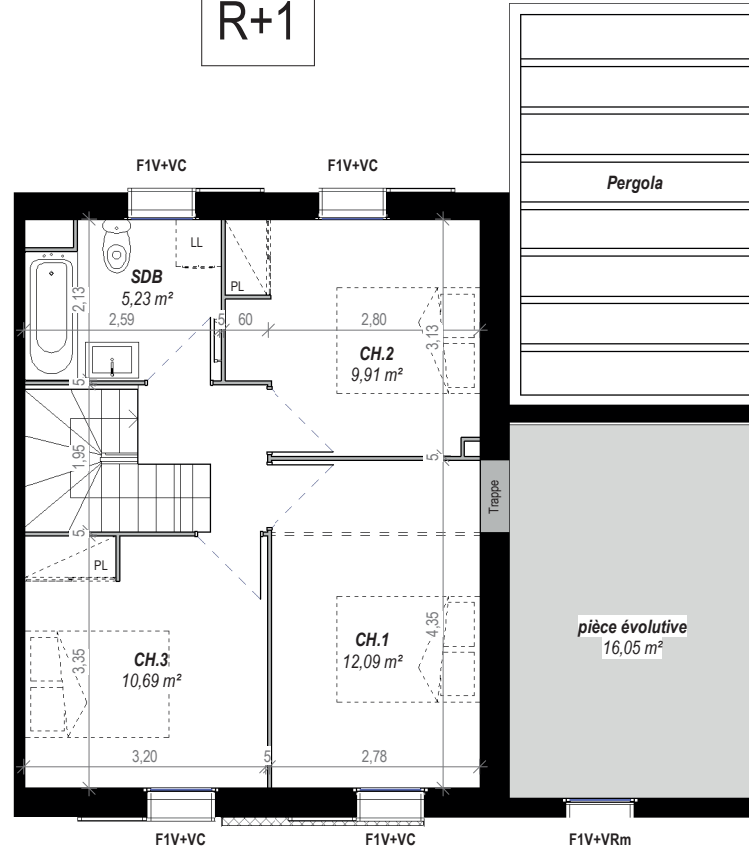 R+1
Pergola
F1V+VC
F1V+VC
LL
SDB
5,23 m²
PL
2,13
2,59
5
60
2,80
3,13
CH.2
9,91 m²
5
1,95
5
5
Trappe
PL
CH.3
10,69 m²
3,35
CH.1
12,09 m²
4,35
pièce évolutive
16,05 m²
3,20
5
2,78
F1V+VC
F1V+VC
F1V+VRm